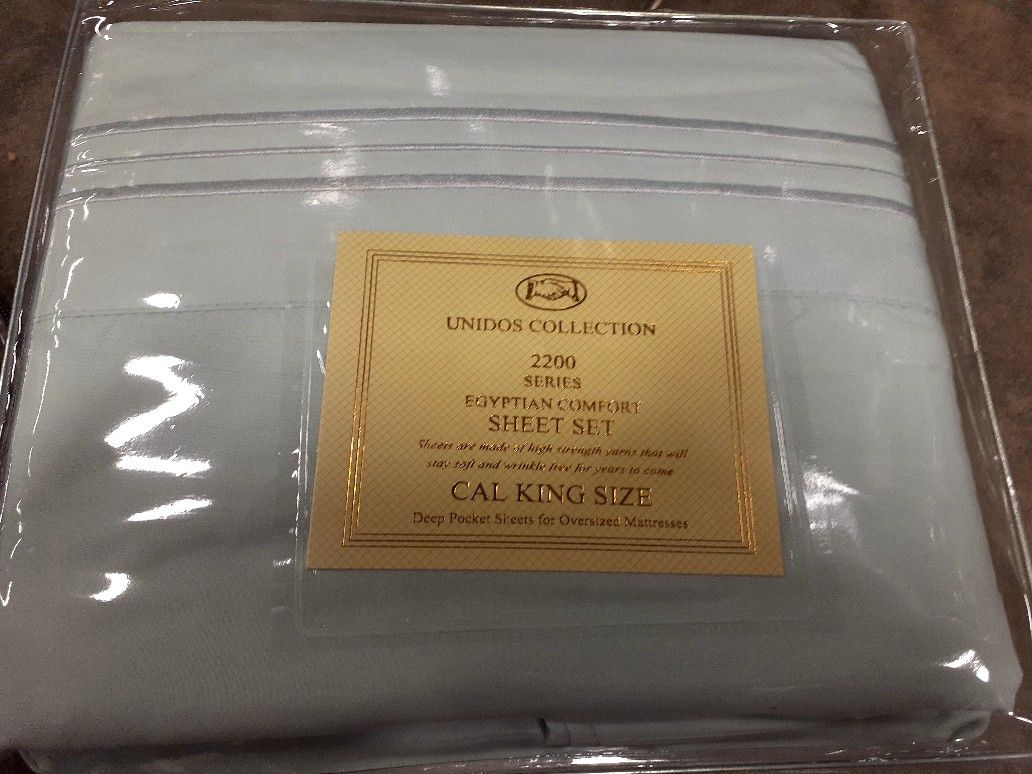 UNIDOS COLLECTION
2200
SERIES
EGYPTIAN COMFORT
SHEET SET
Sheets are made of high strength yarns that will
stay soft and wrinkle free for years to come
CAL KING SIZE
Deep Pocket Sheets for Oversized Mattresses